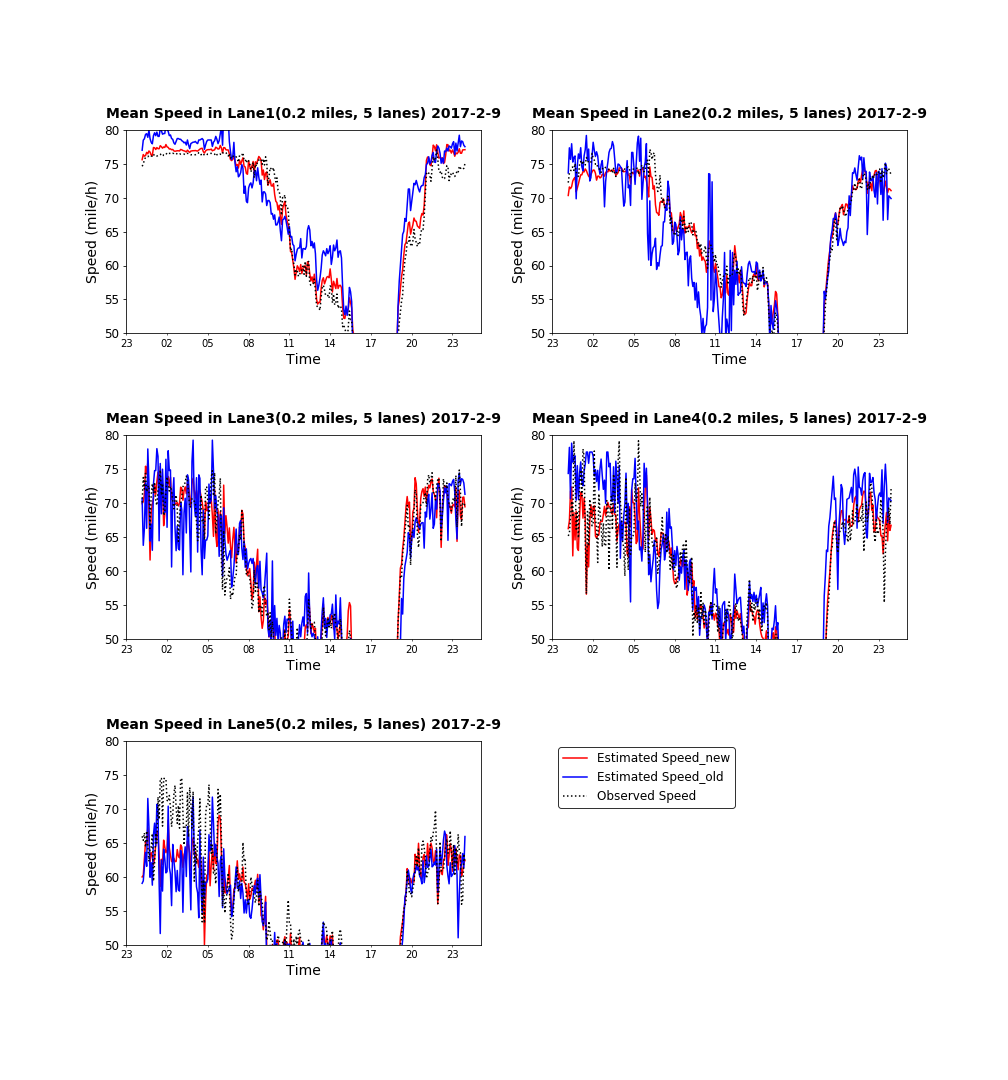 Mean Speed in Lane1(0.2 miles, 5 lanes) 2017-2-9
80
75
70
65
60
55
50
Speed (mile/h)
23 02 05 08 11 14 17 20 23
Time
Mean Speed in Lane2(0.2 miles, 5 lanes) 2017-2-9
80
75
70
65
60
55
50
Speed (mile/h)
23 02 05 08 11 14 17 20 23
Time
Mean Speed in Lane3(0.2 miles, 5 lanes) 2017-2-9
80
75
70
65
60
55
50
Speed (mile/h)
23 02 05 08 11 14 17 20 23
Time
Mean Speed in Lane4(0.2 miles, 5 lanes) 2017-2-9
80
75
70
65
60
55
50
Speed (mile/h)
23 02 05 08 11 14 17 20 23
Time
Mean Speed in Lane5(0.2 miles, 5 lanes) 2017-2-9
80
75
70
65
60
55
50
Speed (mile/h)
23 02 05 08 11 14 17 20 23
Time
Estimated Speed_new
Estimated Speed_old
Observed Speed